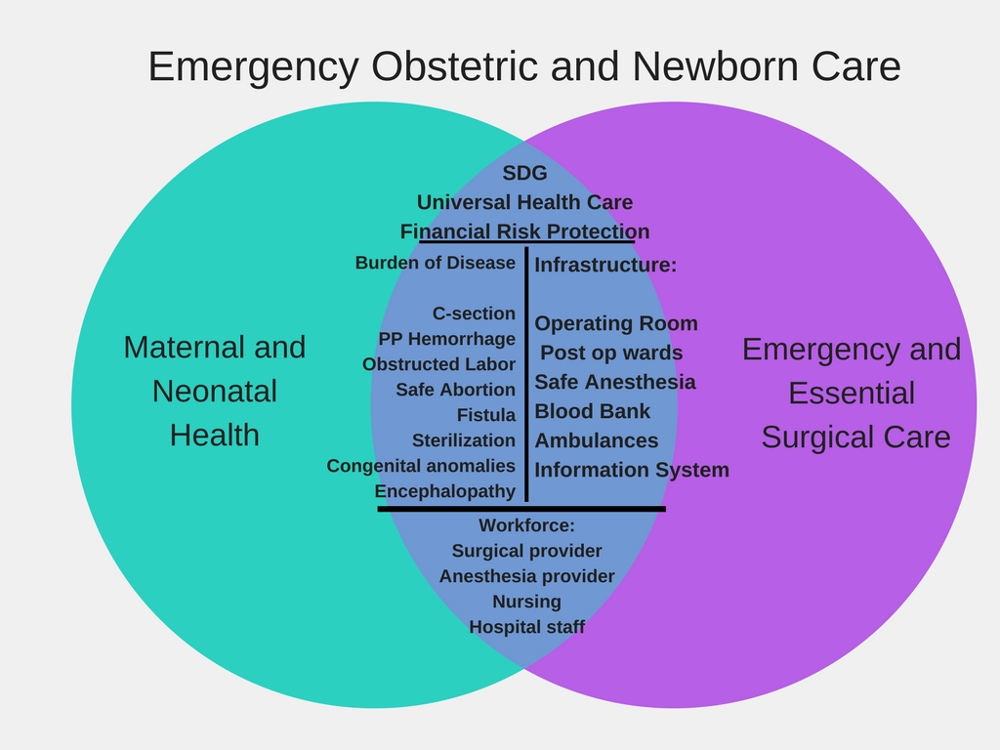 Emergency Obstetric and Newborn Care
Maternal and
Neonatal
Health
SDG
Universal Health Care
Financial Risk Protection
Burden of Disease
C-section
PP Hemorrhage
Obstructed Labor
Safe Abortion
Fistula
Sterilization
Congenital anomalies
Encephalopathy
Infrastructure:
Operating Room
Post op wards
Safe Anesthesia
Blood Bank
Ambulances
Information System
Workforce:
Surgical provider
Anesthesia provider
Nursing
Hospital staff
Emergency and
Essential
Surgical Care